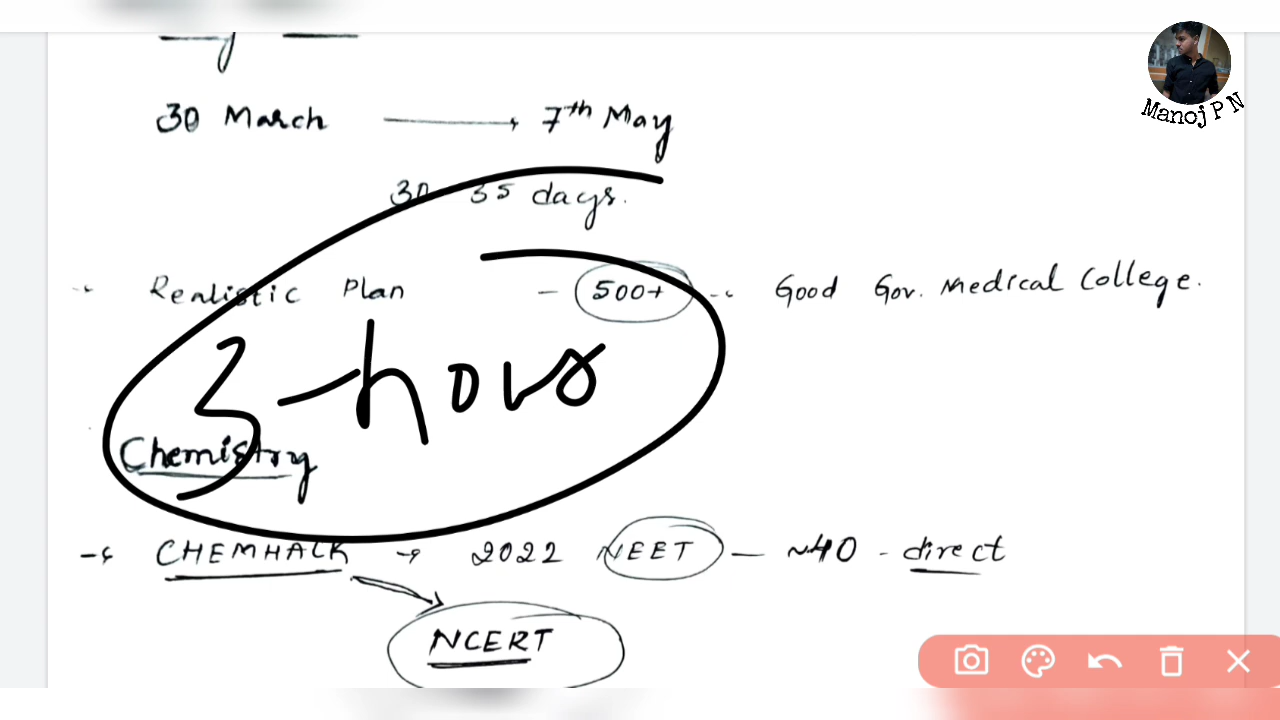 Manoj P N
30 March → 7th May
30 - 35 days.
Realistic Plan - 500+ -- Good Gov. Medical College.
3-hours
Chemistry
→ CHEMHACK → 2022 NEET - ~40 - direct
NCERT